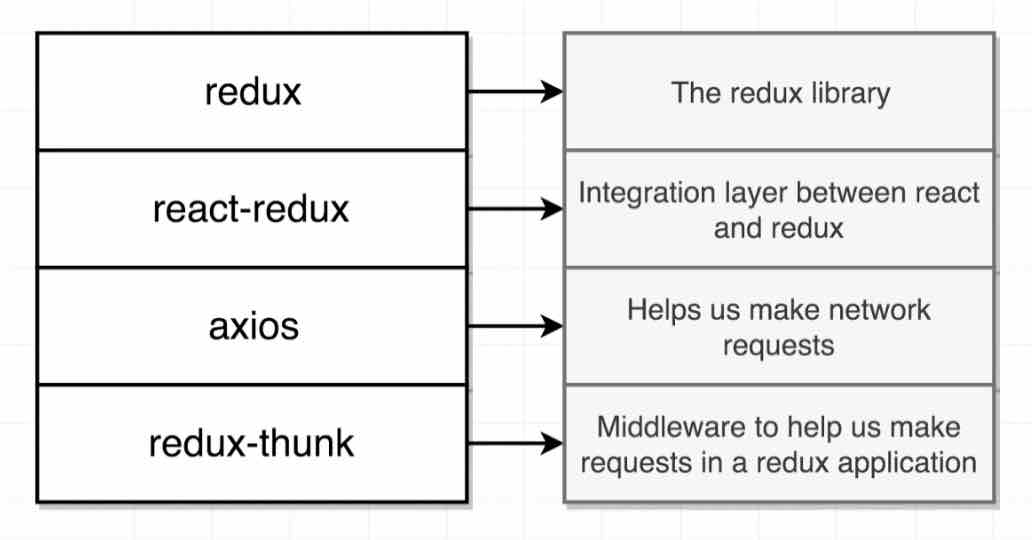 redux
The redux library
react-redux
Integration layer between react
and redux
axios
Helps us make network
requests
redux-thunk
Middleware to help us make
requests in a redux application